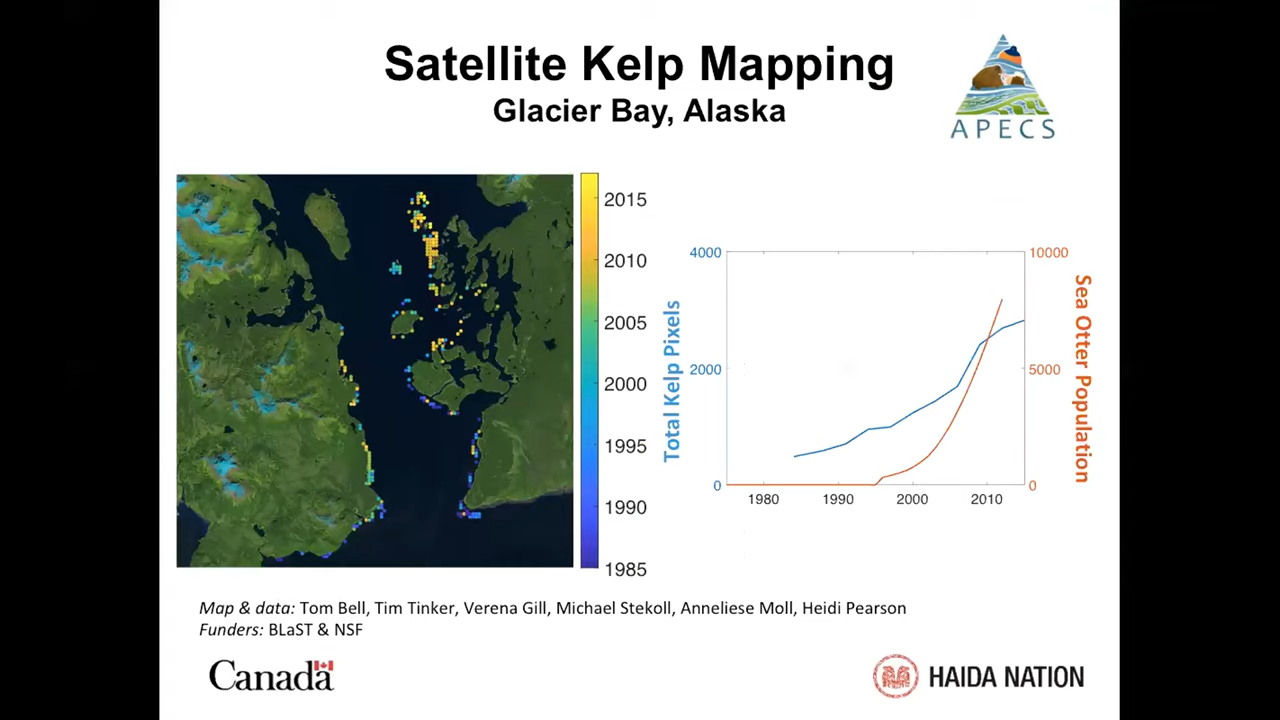 Satellite Kelp Mapping
Glacier Bay, Alaska
APECS
2015
2010
2005
2000
1995
1990
1985
Total Kelp Pixels
4000
2000
0
1980
1990
2000
2010
10000
5000
0
Sea Otter Population
Map & data: Tom Bell, Tim Tinker, Verena Gill, Michael Stekoll, Anneliese Moll, Heidi Pearson
Funders: BLaST & NSF
Canada
HAIDA NATION